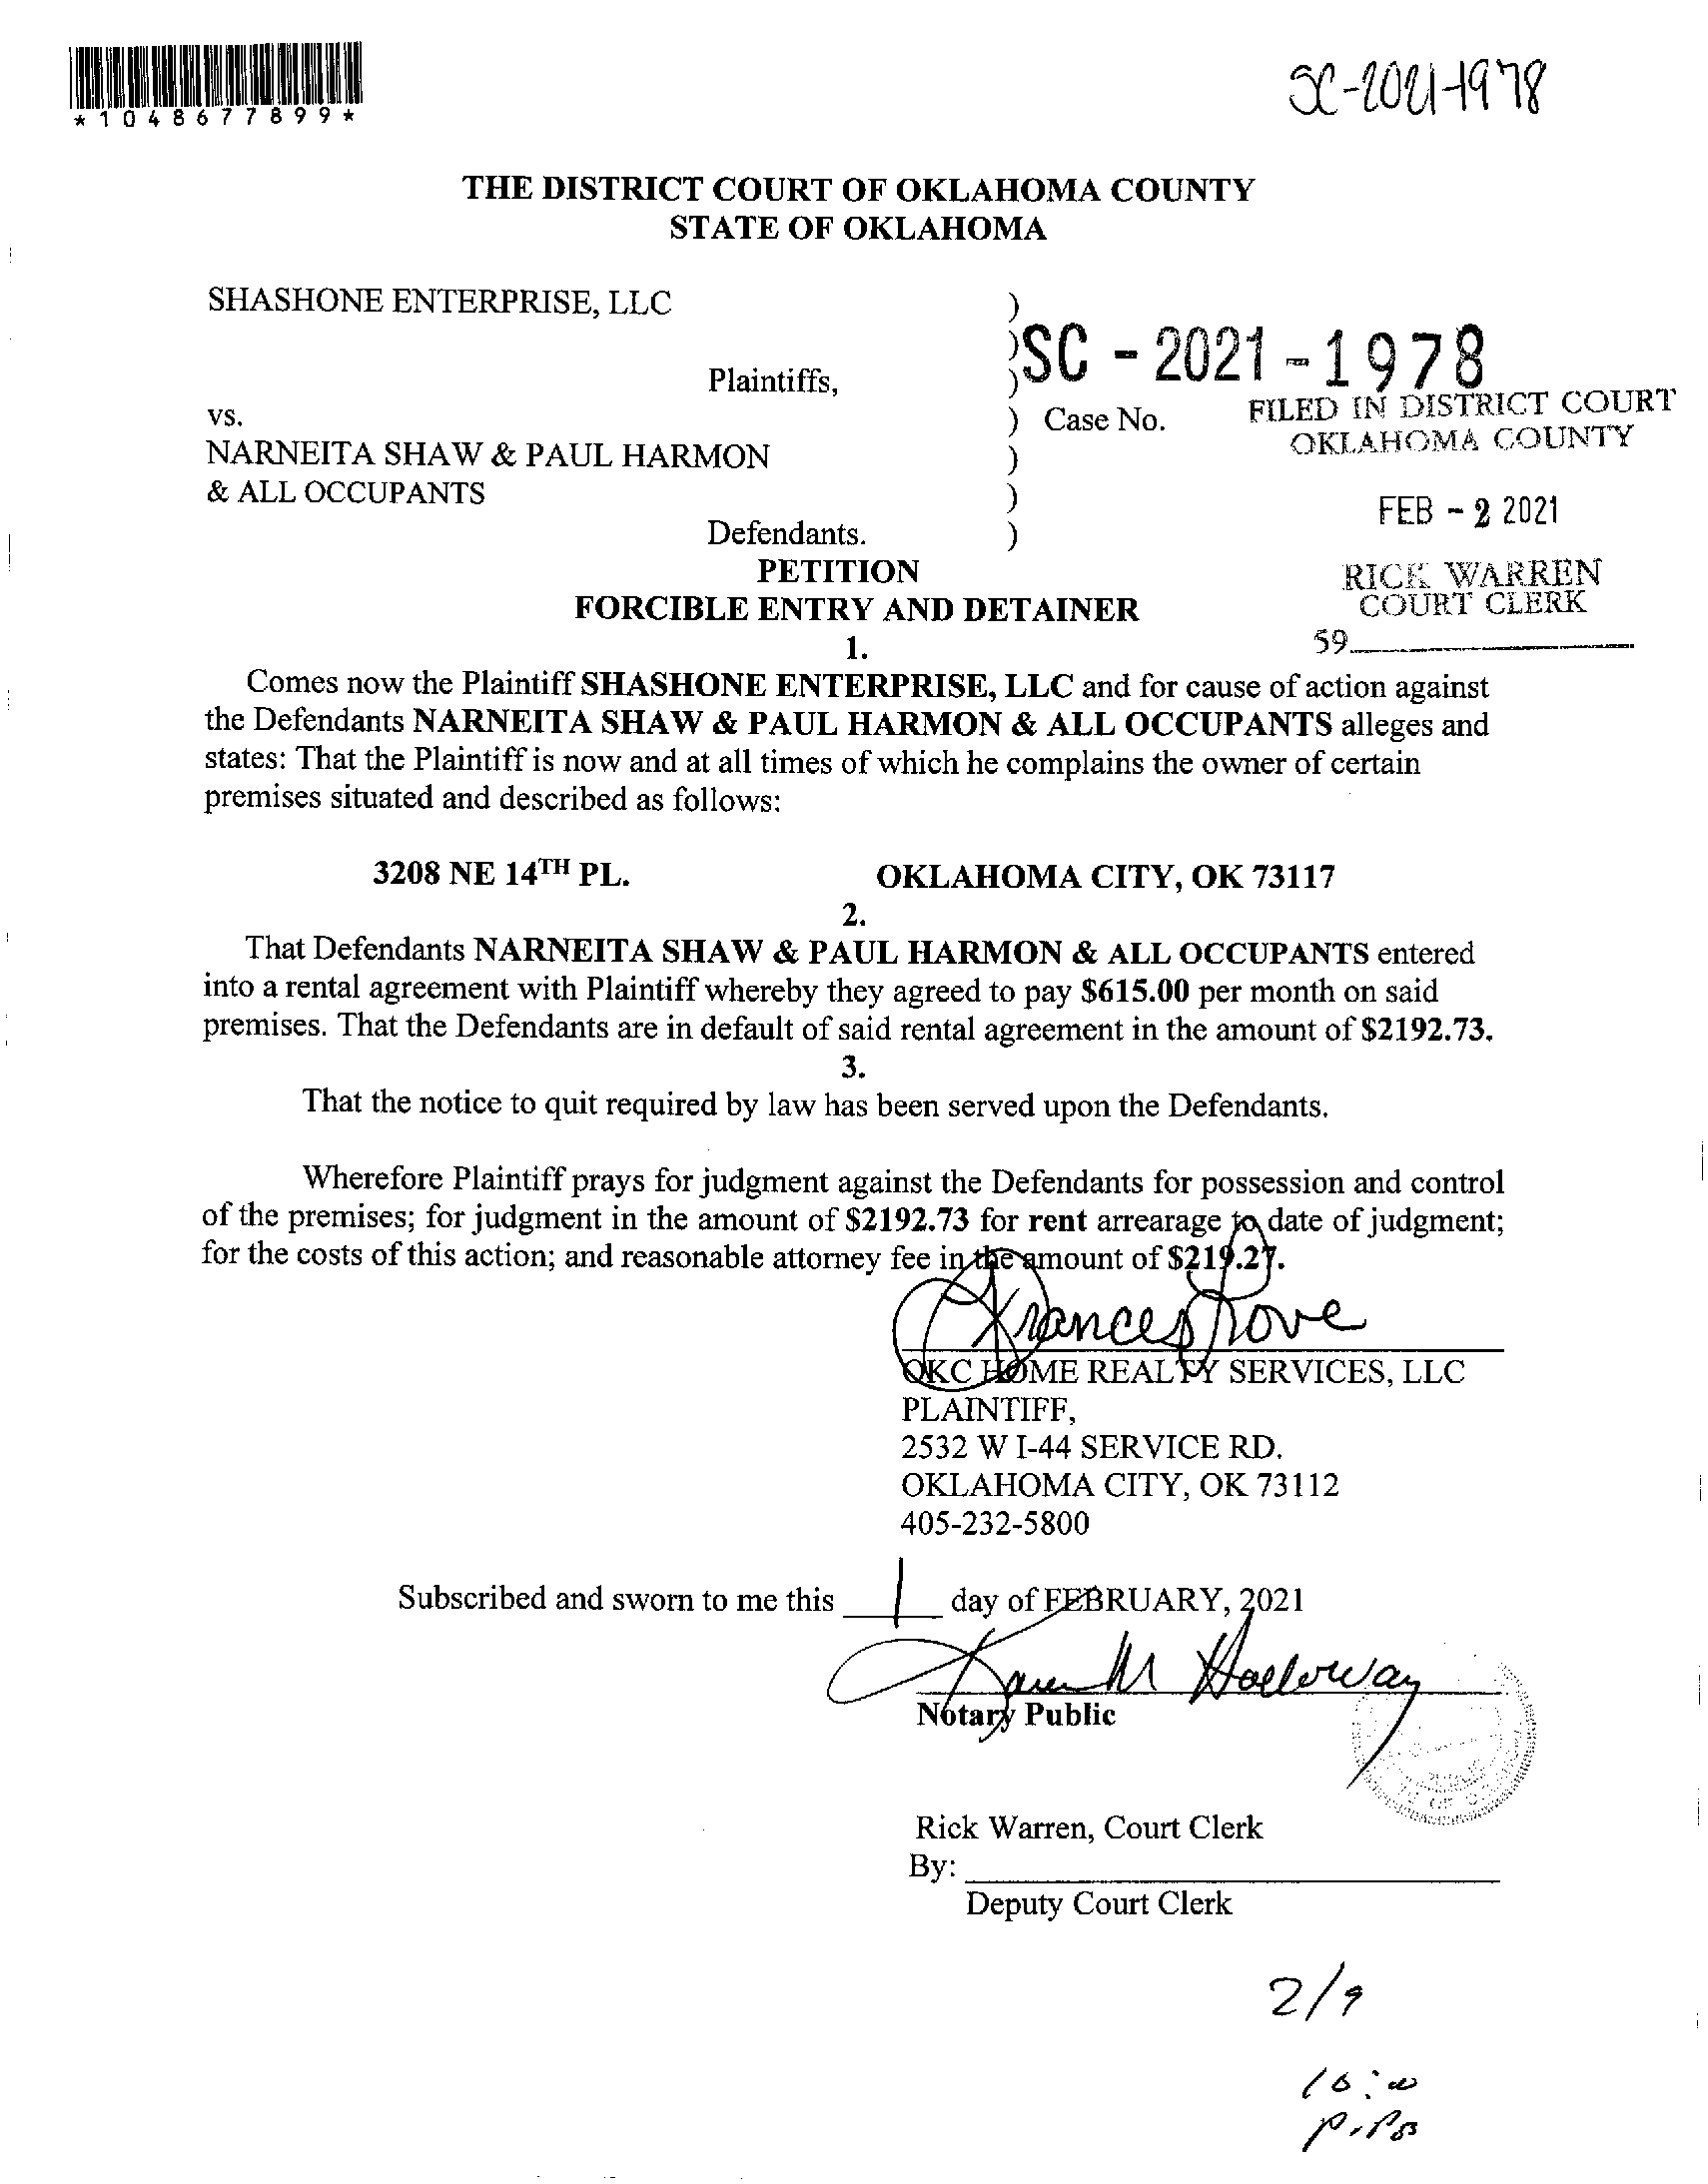 *1048677899*
SC-2021-1978
THE DISTRICT COURT OF OKLAHOMA COUNTY
STATE OF OKLAHOMA
SHASHONE ENTERPRISE, LLC )
)
SC - 2021 - 1978
Plaintiffs, )
vs. ) Case No.
FILED IN DISTRICT COURT
OKLAHOMA COUNTY
NARNEITA SHAW & PAUL HARMON )
& ALL OCCUPANTS )
FEB - 2 2021
Defendants. )
PETITION
RICK WARREN
COURT CLERK
FORCIBLE ENTRY AND DETAINER
59
1.
Comes now the Plaintiff SHASHONE ENTERPRISE, LLC and for cause of action against
the Defendants NARNEITA SHAW & PAUL HARMON & ALL OCCUPANTS alleges and
states: That the Plaintiff is now and at all times of which he complains the owner of certain
premises situated and described as follows:
3208 NE 14TH PL. OKLAHOMA CITY, OK 73117
2.
That Defendants NARNEITA SHAW & PAUL HARMON & ALL OCCUPANTS entered
into a rental agreement with Plaintiff whereby they agreed to pay $615.00 per month on said
premises. That the Defendants are in default of said rental agreement in the amount of $2192.73.
3.
That the notice to quit required by law has been served upon the Defendants.
Wherefore Plaintiff prays for judgment against the Defendants for possession and control
of the premises; for judgment in the amount of $2192.73 for rent arrearage to date of judgment;
for the costs of this action; and reasonable attorney fee in the amount of $219.27.
OKC HOME REALTY SERVICES, LLC
PLAINTIFF,
2532 W I-44 SERVICE RD.
OKLAHOMA CITY, OK 73112
405-232-5800
Subscribed and sworn to me this 1 day of FEBRUARY, 2021
Karen M Holloway
Notary Public
Rick Warren, Court Clerk
By:
Deputy Court Clerk
2/9
10:00